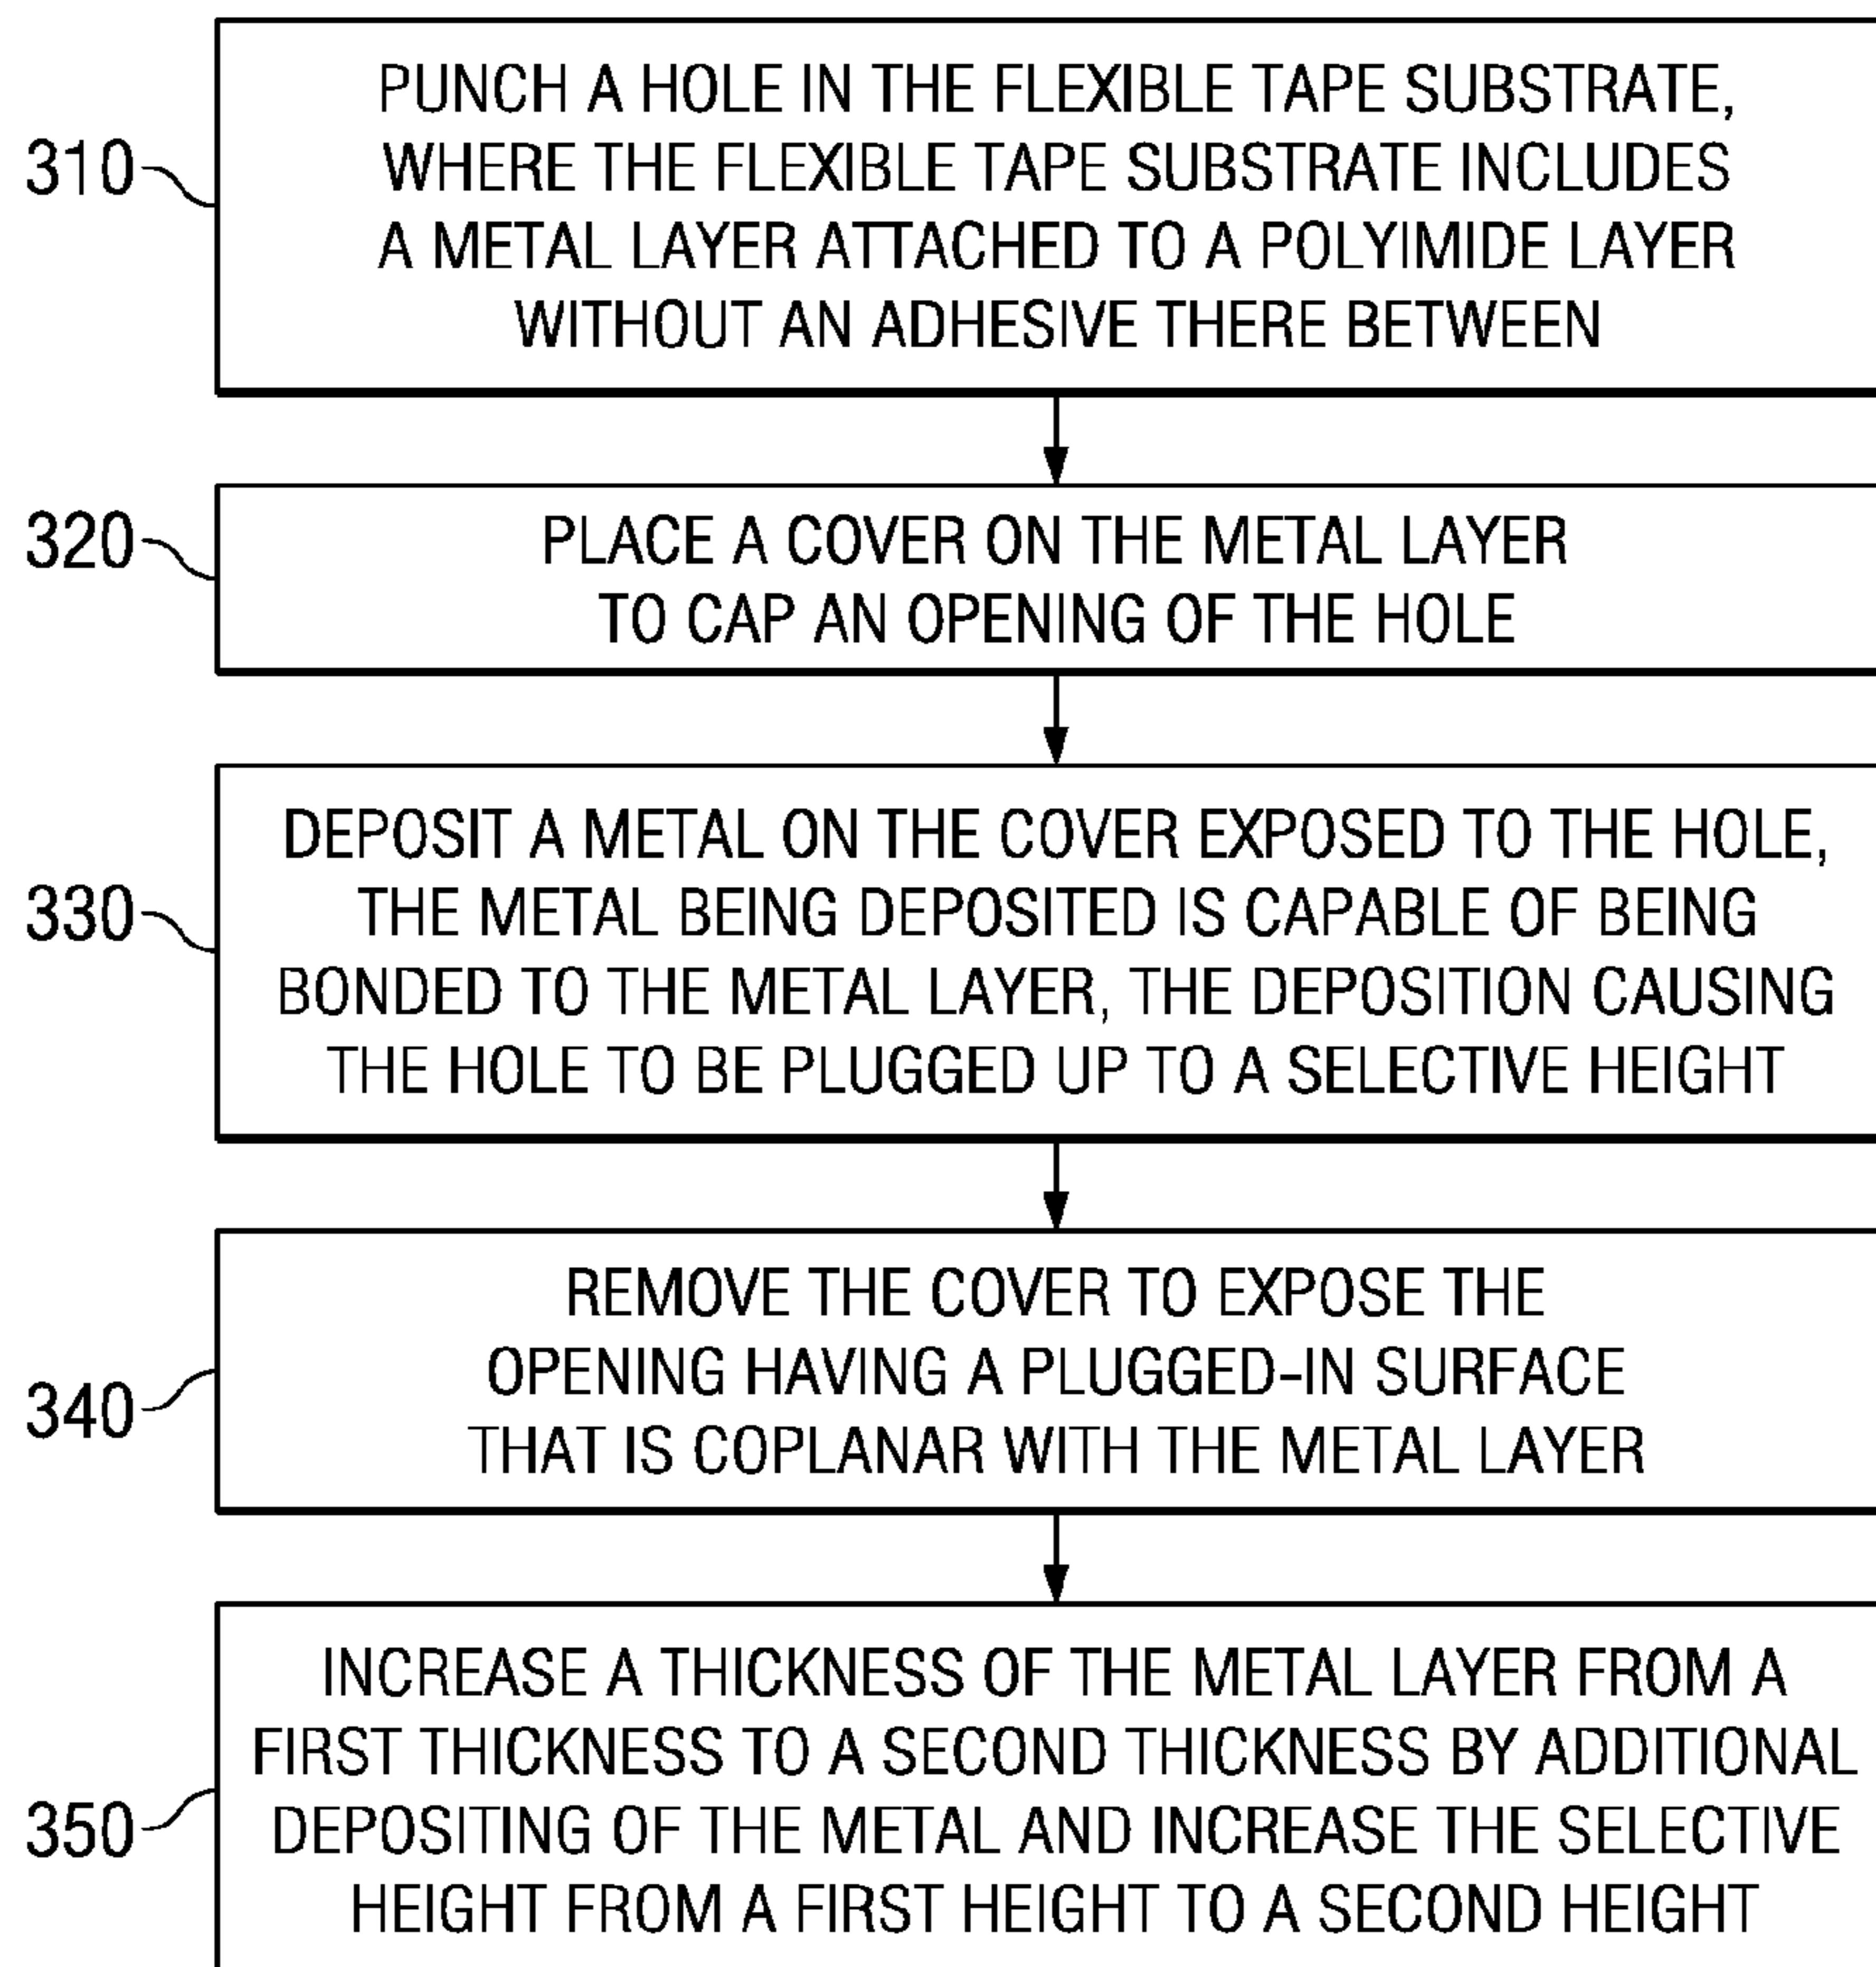 310
PUNCH A HOLE IN THE FLEXIBLE TAPE SUBSTRATE,
WHERE THE FLEXIBLE TAPE SUBSTRATE INCLUDES
A METAL LAYER ATTACHED TO A POLYIMIDE LAYER
WITHOUT AN ADHESIVE THERE BETWEEN
320
PLACE A COVER ON THE METAL LAYER
TO CAP AN OPENING OF THE HOLE
330
DEPOSIT A METAL ON THE COVER EXPOSED TO THE HOLE,
THE METAL BEING DEPOSITED IS CAPABLE OF BEING
BONDED TO THE METAL LAYER, THE DEPOSITION CAUSING
THE HOLE TO BE PLUGGED UP TO A SELECTIVE HEIGHT
340
REMOVE THE COVER TO EXPOSE THE
OPENING HAVING A PLUGGED-IN SURFACE
THAT IS COPLANAR WITH THE METAL LAYER
350
INCREASE A THICKNESS OF THE METAL LAYER FROM A
FIRST THICKNESS TO A SECOND THICKNESS BY ADDITIONAL
DEPOSITING OF THE METAL AND INCREASE THE SELECTIVE
HEIGHT FROM A FIRST HEIGHT TO A SECOND HEIGHT